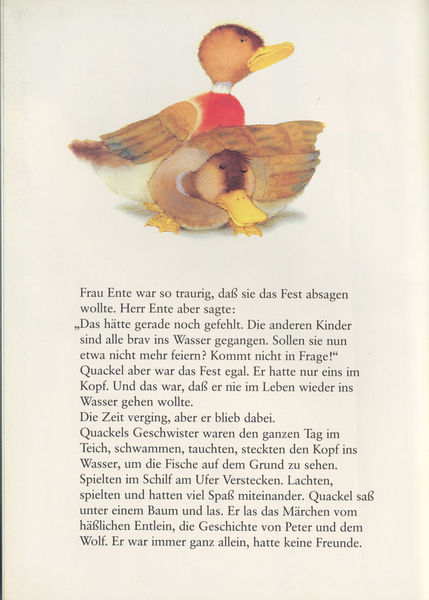 Frau Ente war so traurig, daß sie das Fest absagen
wollte. Herr Ente aber sagte:
„Das hätte gerade noch gefehlt. Die anderen Kinder
sind alle brav ins Wasser gegangen. Sollen sie nun
etwa nicht mehr feiern? Kommt nicht in Frage!“
Quackel aber war das Fest egal. Er hatte nur eins im
Kopf. Und das war, daß er nie im Leben wieder ins
Wasser gehen wollte.
Die Zeit verging, aber er blieb dabei.
Quackels Geschwister waren den ganzen Tag im
Teich, schwammen, tauchten, steckten den Kopf ins
Wasser, um die Fische auf dem Grund zu sehen.
Spielten im Schilf am Ufer Verstecken. Lachten,
spielten und hatten viel Spaß miteinander. Quackel saß
unter einem Baum und las. Er las das Märchen vom
häßlichen Entlein, die Geschichte von Peter und dem
Wolf. Er war immer ganz allein, hatte keine Freunde.